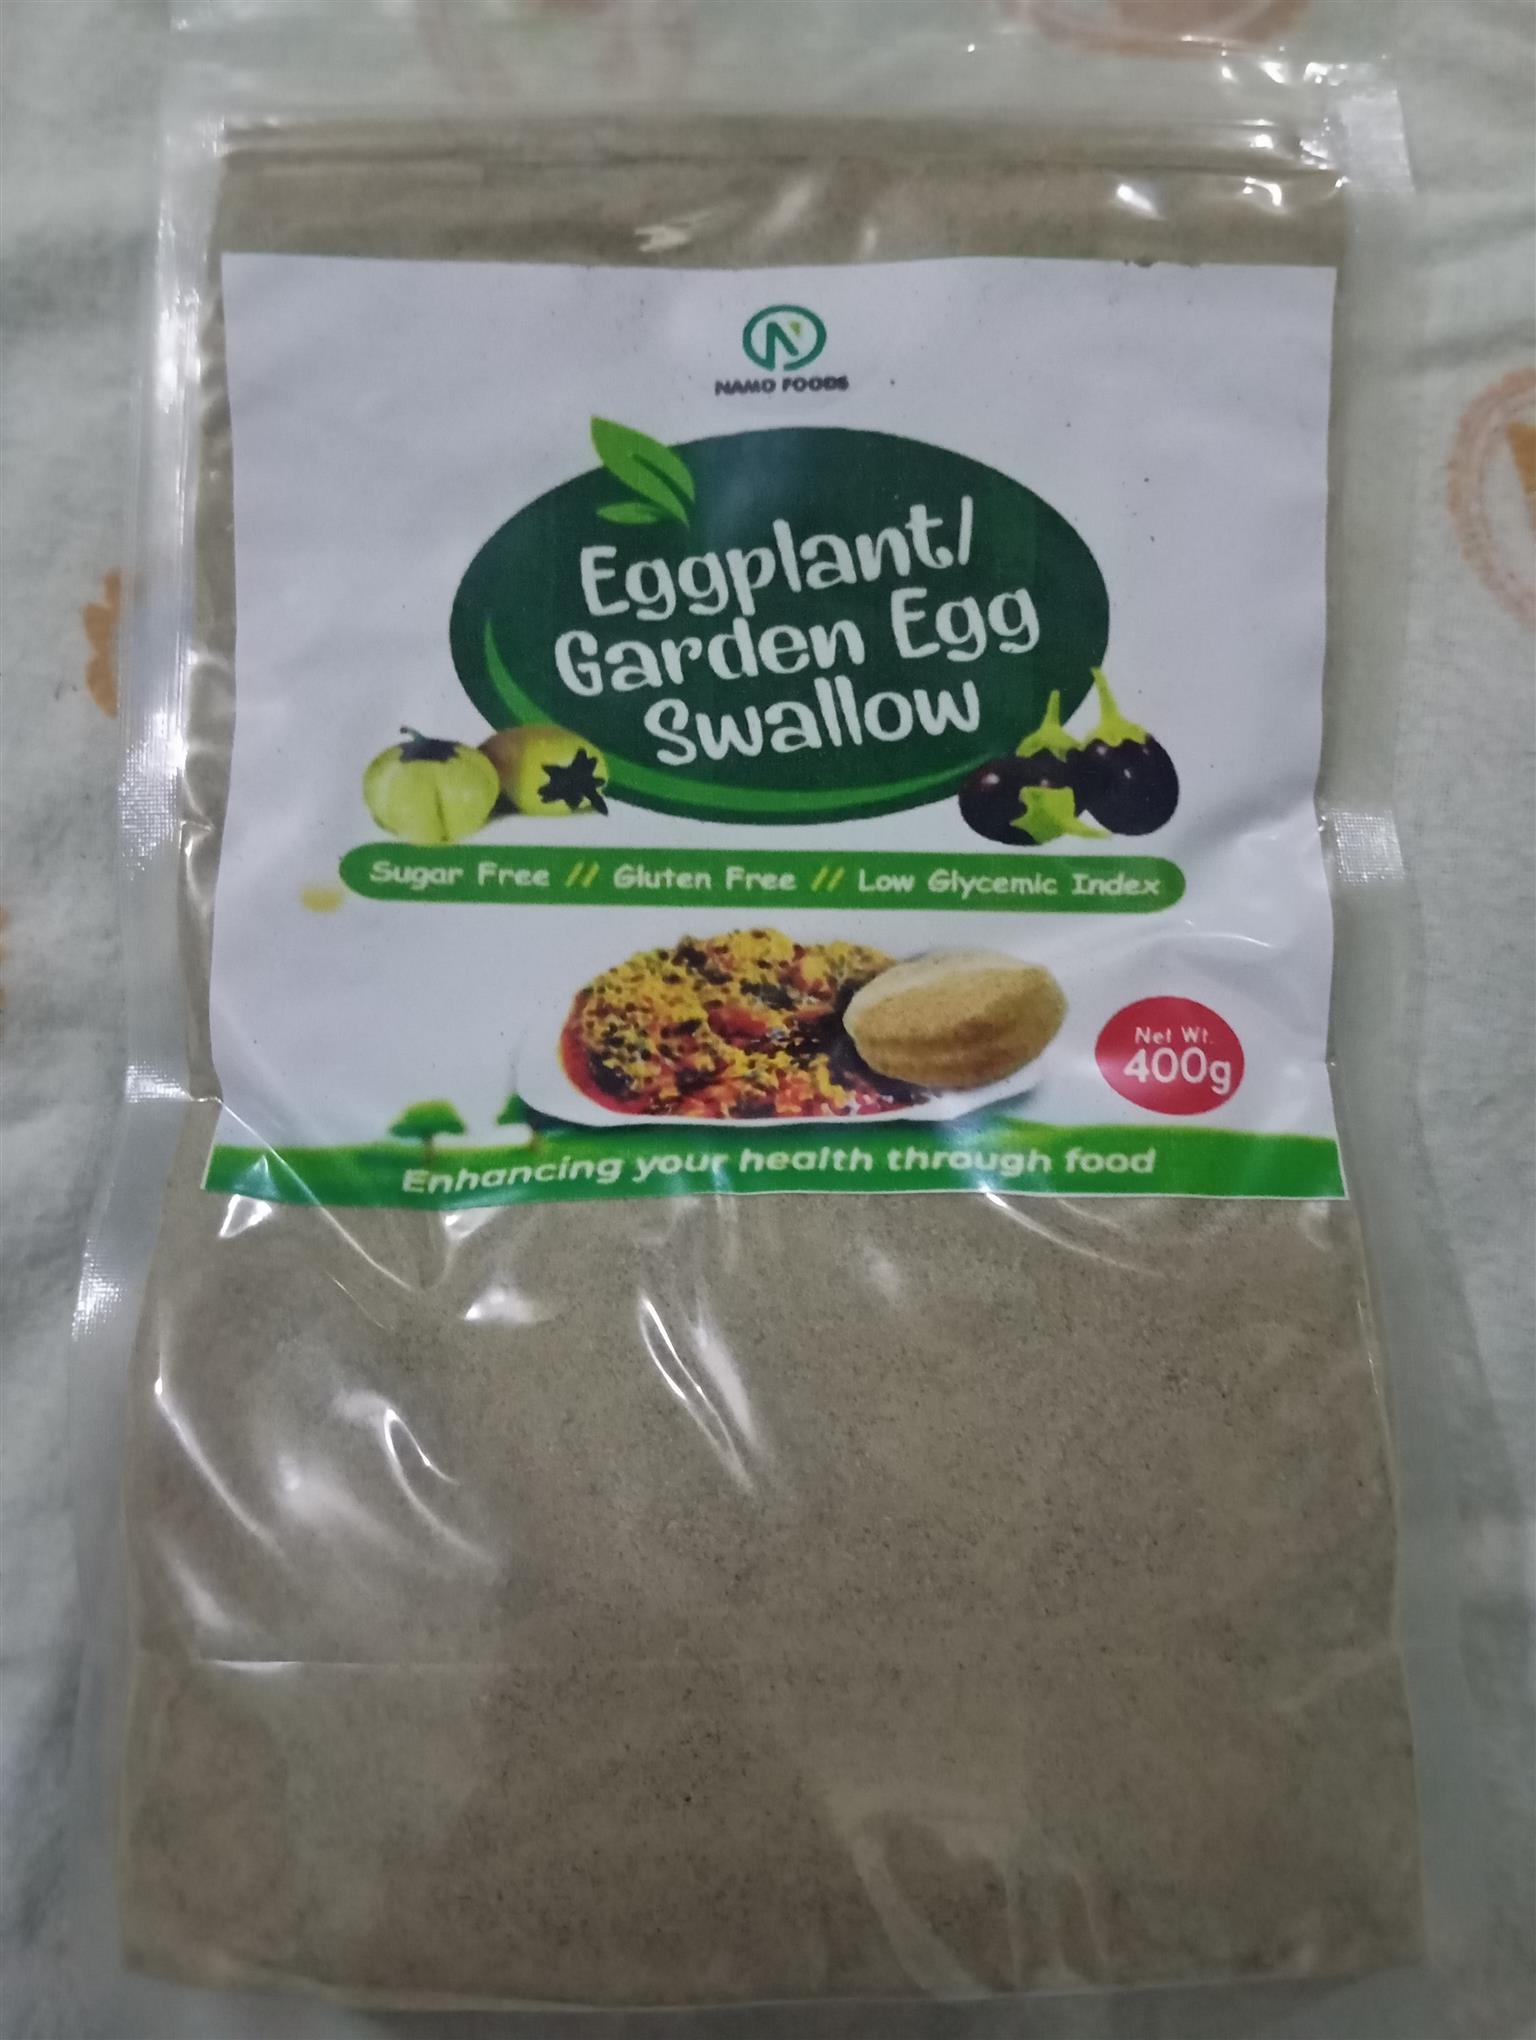 NAMO FOODS
Eggplant/
Garden Egg
Swallow
Sugar Free // Gluten Free // Low Glycemic Index
Net Wt.
400g
Enhancing your health through food